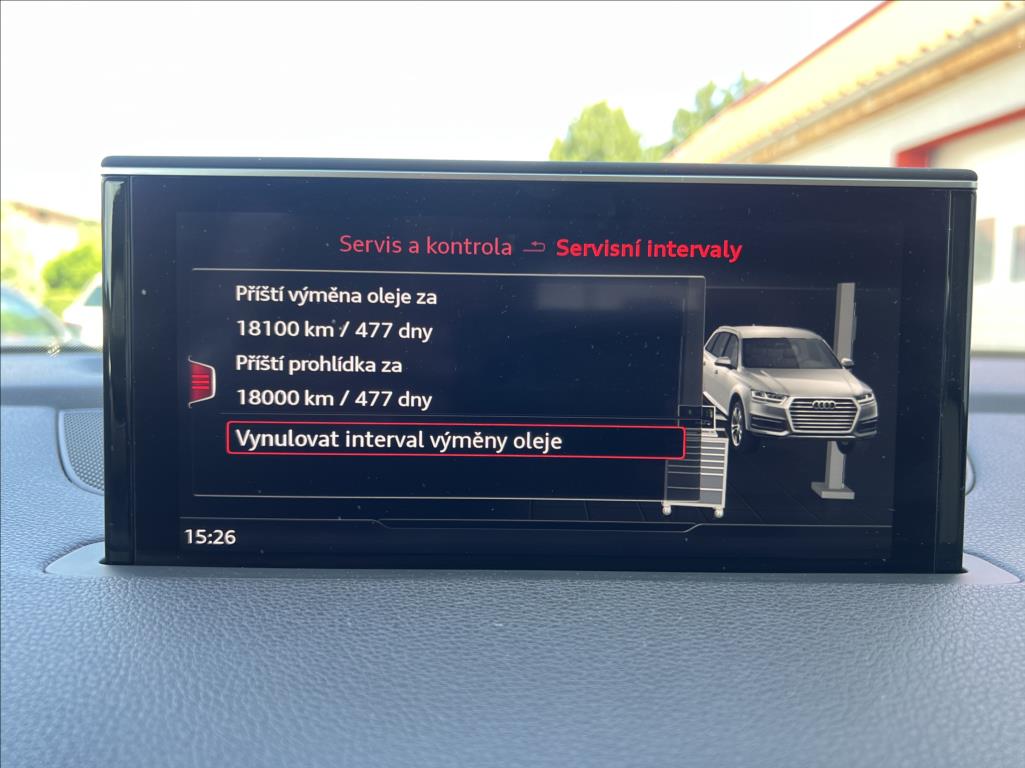 Servis a kontrola Servisní intervaly
Příští výměna oleje za
18100 km / 477 dny
Příští prohlídka za
18000 km / 477 dny
Vynulovat interval výměny oleje
15:26